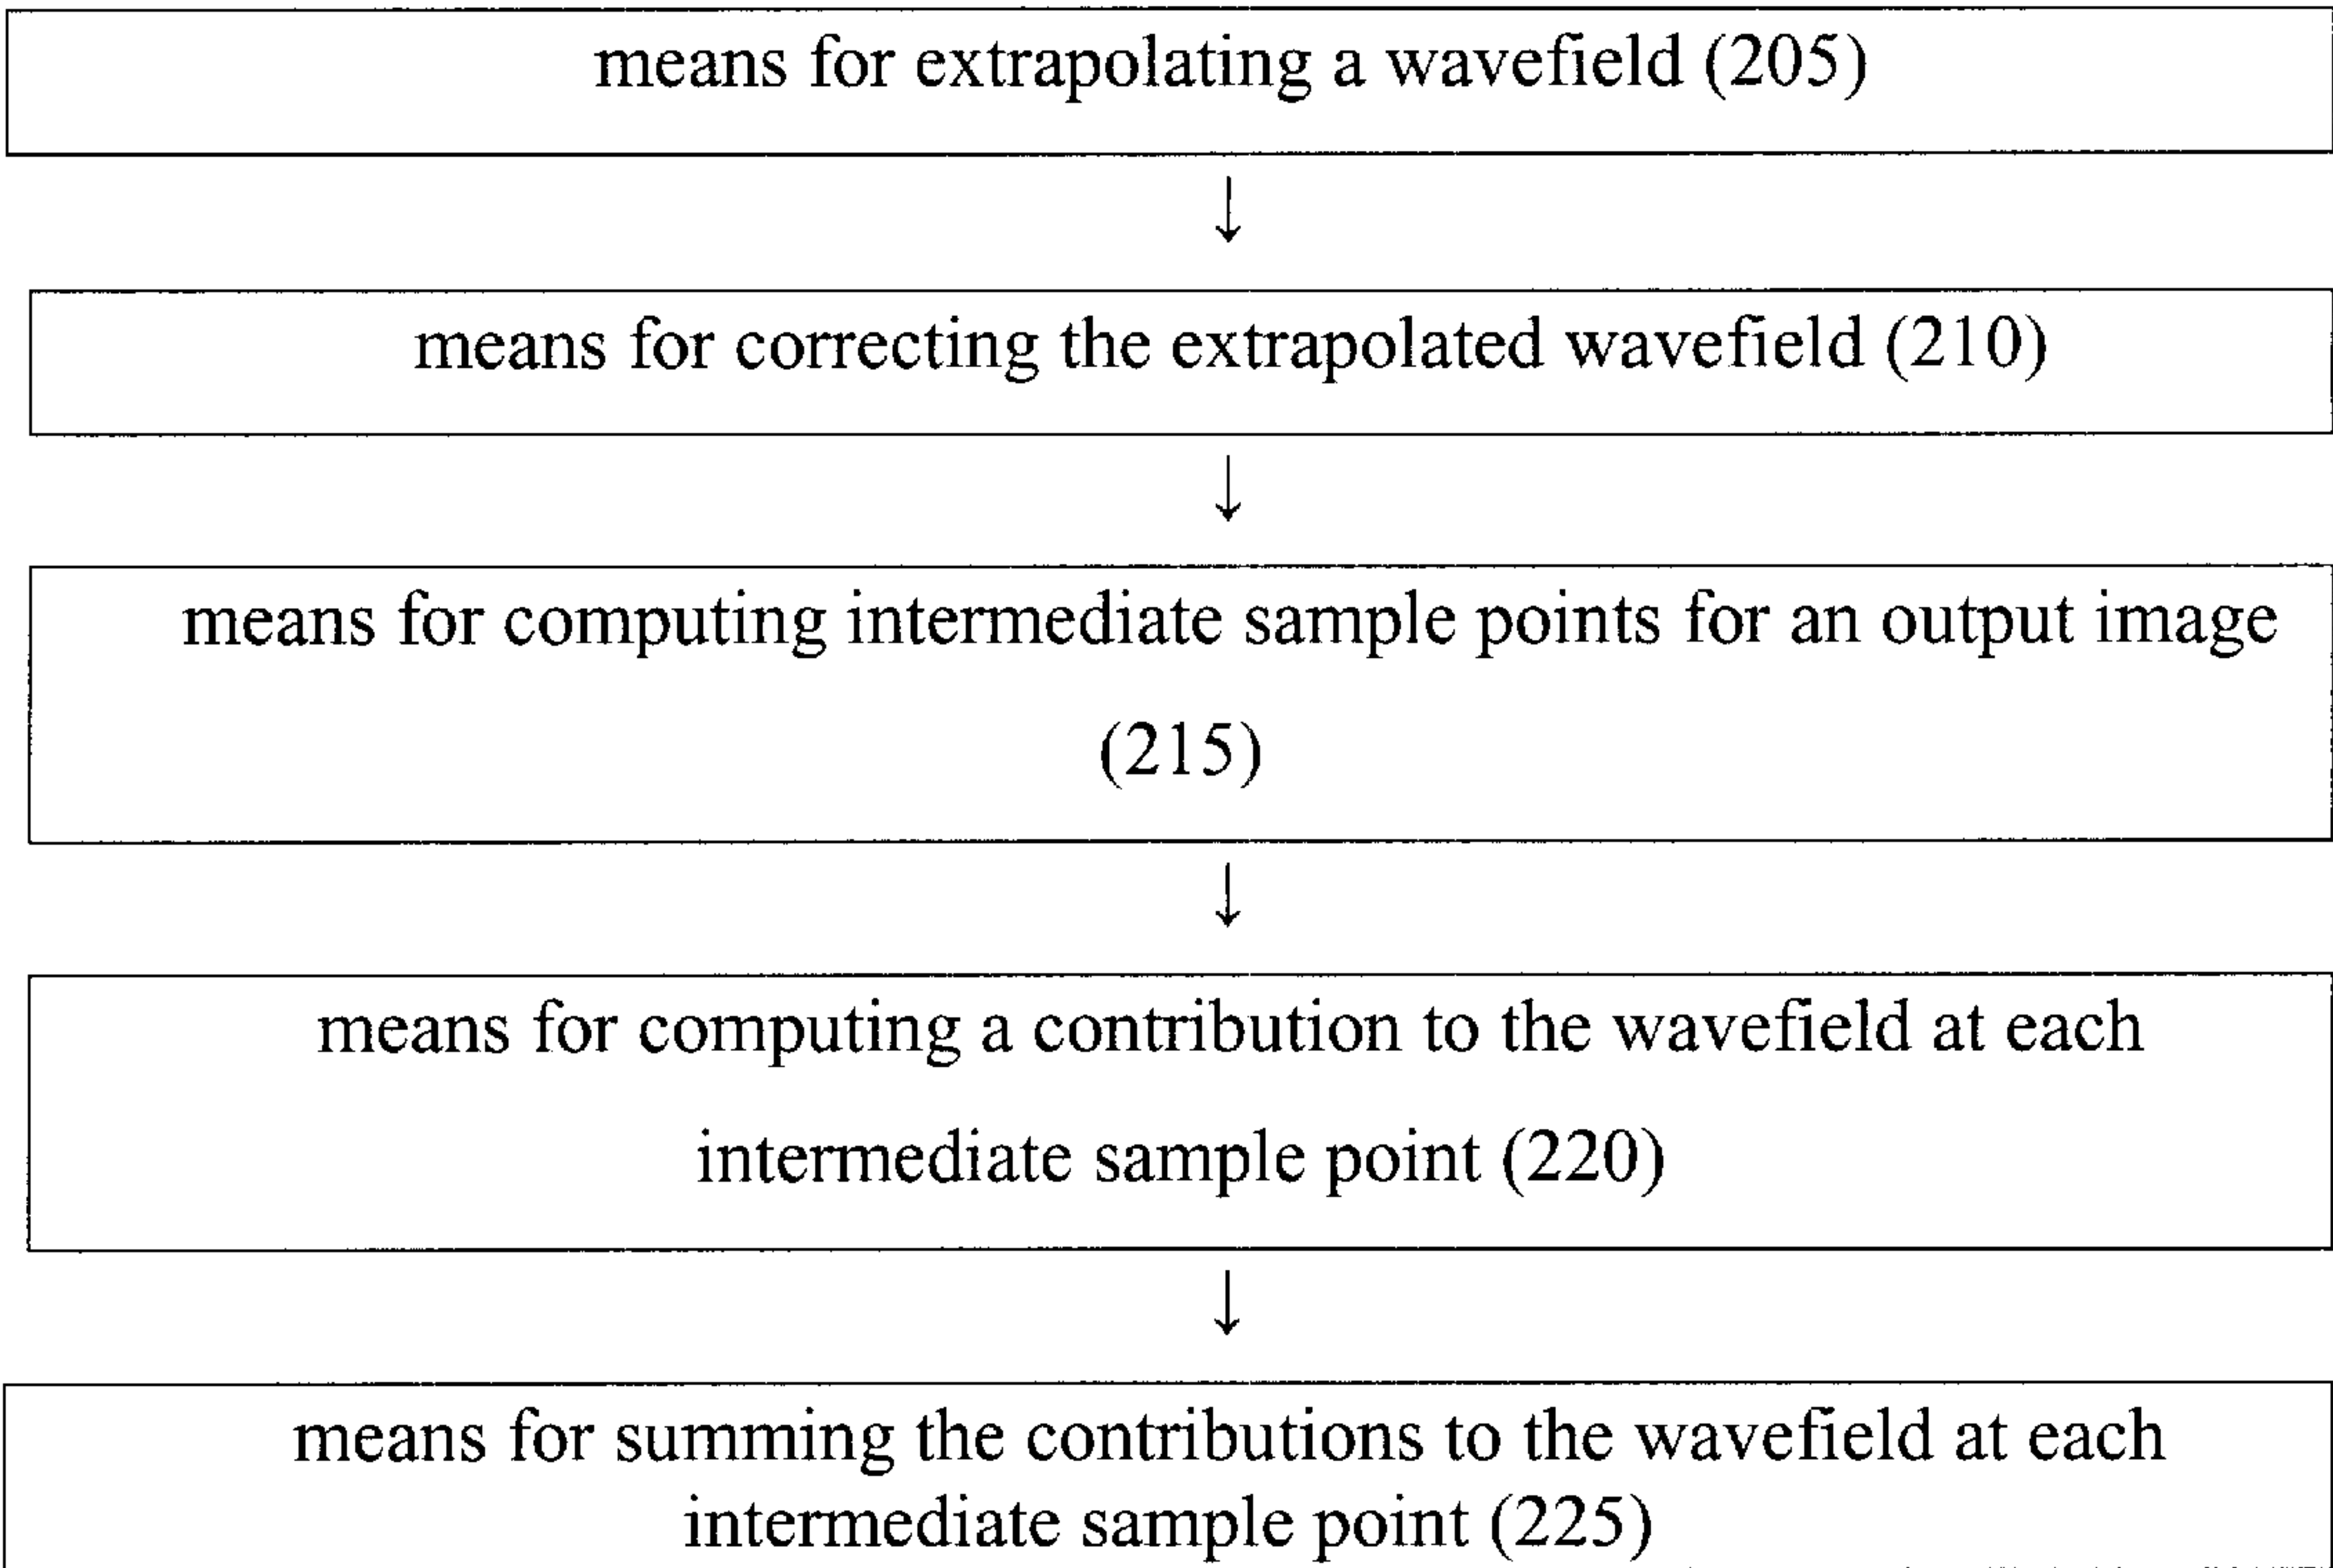 means for extrapolating a wavefield (205)
↓
means for correcting the extrapolated wavefield (210)
↓
means for computing intermediate sample points for an output image
(215)
↓
means for computing a contribution to the wavefield at each
intermediate sample point (220)
↓
means for summing the contributions to the wavefield at each
intermediate sample point (225)